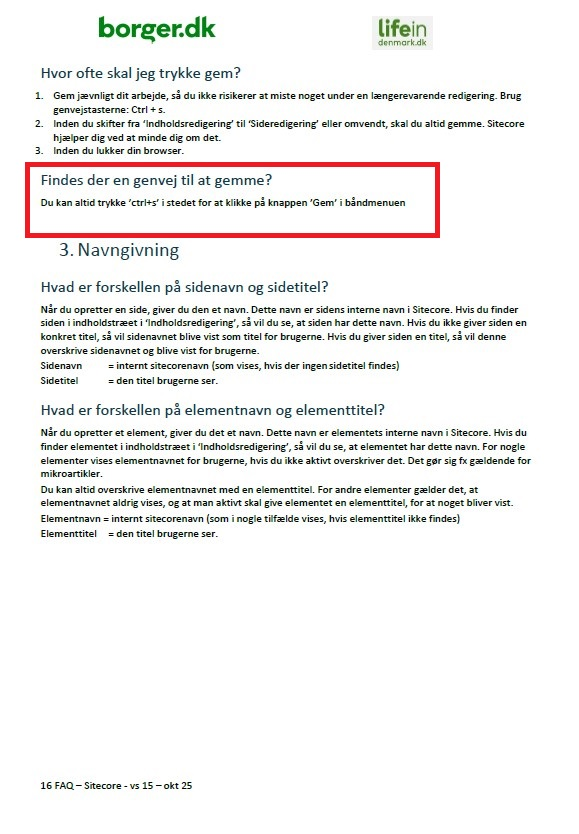 borger.dk
lifein
denmark.dk
Hvor ofte skal jeg trykke gem?
1. Gem jævnligt dit arbejde, så du ikke risikerer at miste noget under en længerevarende redigering. Brug
genvejstasterne: Ctrl + s.
2. Inden du skifter fra ‘Indholdsredigering’ til ‘Sideredigering’ eller omvendt, skal du altid gemme. Sitecore
hjælper dig ved at minde dig om det.
3. Inden du lukker din browser.
Findes der en genvej til at gemme?
Du kan altid trykke ‘ctrl+s’ i stedet for at klikke på knappen ‘Gem’ i båndmenuen
3. Navngivning
Hvad er forskellen på sidenavn og sidetitel?
Når du opretter en side, giver du den et navn. Dette navn er sidens interne navn i Sitecore. Hvis du finder
siden i indholdstræet i ‘Indholdsredigering’, så vil du se, at siden har dette navn. Hvis du ikke giver siden en
konkret titel, så vil sidenavnet blive vist som titel for brugerne. Hvis du giver siden en titel, så vil denne
overskrive sidenavnet og blive vist for brugerne.
Sidenavn = internt sitecorenavn (som vises, hvis der ingen sidetitel findes)
Sidetitel = den titel brugerne ser.
Hvad er forskellen på elementnavn og elementtitel?
Når du opretter et element, giver du det et navn. Dette navn er elementets interne navn i Sitecore. Hvis du
finder elementet i indholdstræet i ‘Indholdsredigering’, så vil du se, at elementet har dette navn. For nogle
elementer vises elementnavnet for brugerne, hvis du ikke aktivt overskriver det. Det gør sig fx gældende for
mikroartikler.
Du kan altid overskrive elementnavnet med en elementtitel. For andre elementer gælder det, at
elementnavnet aldrig vises, og at man aktivt skal give elementet en elementtitel, for at noget bliver vist.
Elementnavn = internt sitecorenavn (som i nogle tilfælde vises, hvis elementtitel ikke findes)
Elementtitel = den titel brugerne ser.
16 FAQ – Sitecore - vs 15 – okt 25